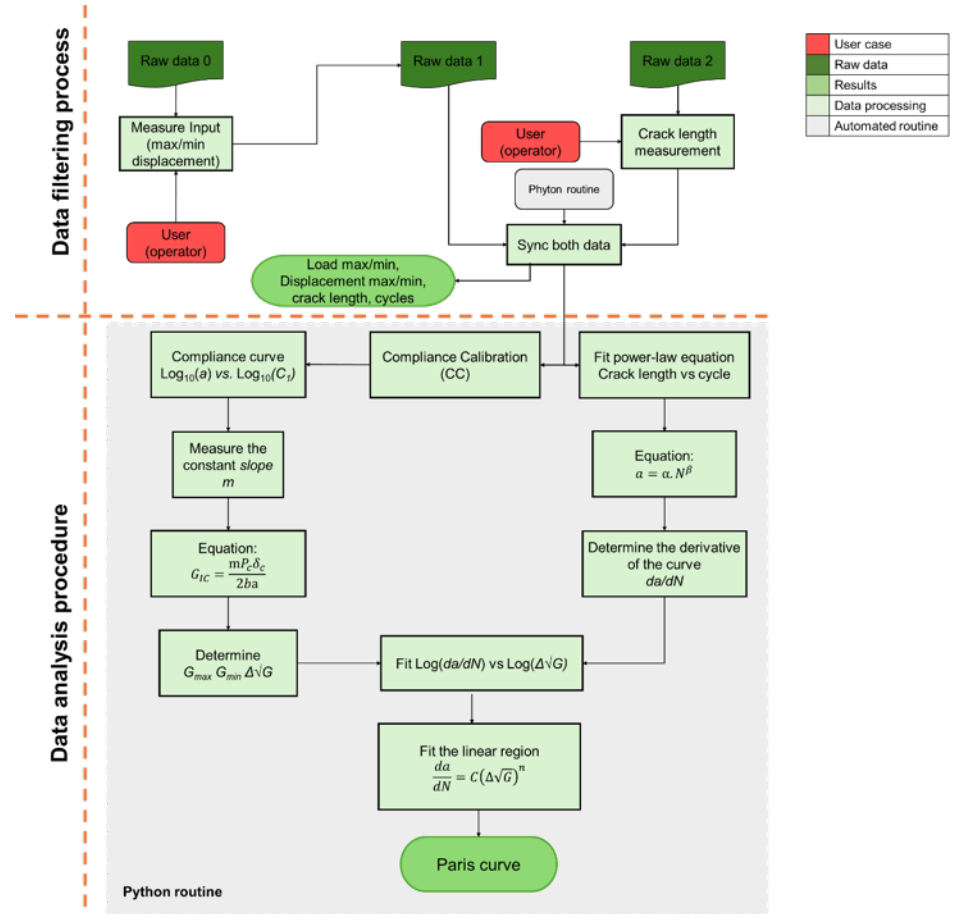 Data filtering process
Raw data 0
Raw data 1
Raw data 2
User case
Raw data
Results
Data processing
Automated routine
Measure Input
(max/min
displacement)
User
(operator)
Crack length
measurement
Phyton routine
User
(operator)
Sync both data
Load max/min,
Displacement max/min,
crack length, cycles
Data analysis procedure
Compliance curve
Log₁₀(a) vs. Log₁₀(C₁)
Compliance Calibration
(CC)
Fit power-law equation
Crack length vs cycle
Measure the
constant slope
m
Equation:
a = α. N^β
Equation:
G_IC = mP_cδ_c / 2ba
Determine the derivative
of the curve
da/dN
Determine
G_max G_min Δ√G
Fit Log(da/dN) vs Log(Δ√G)
Fit the linear region
da/dN = C(Δ√G)^n
Paris curve
Python routine